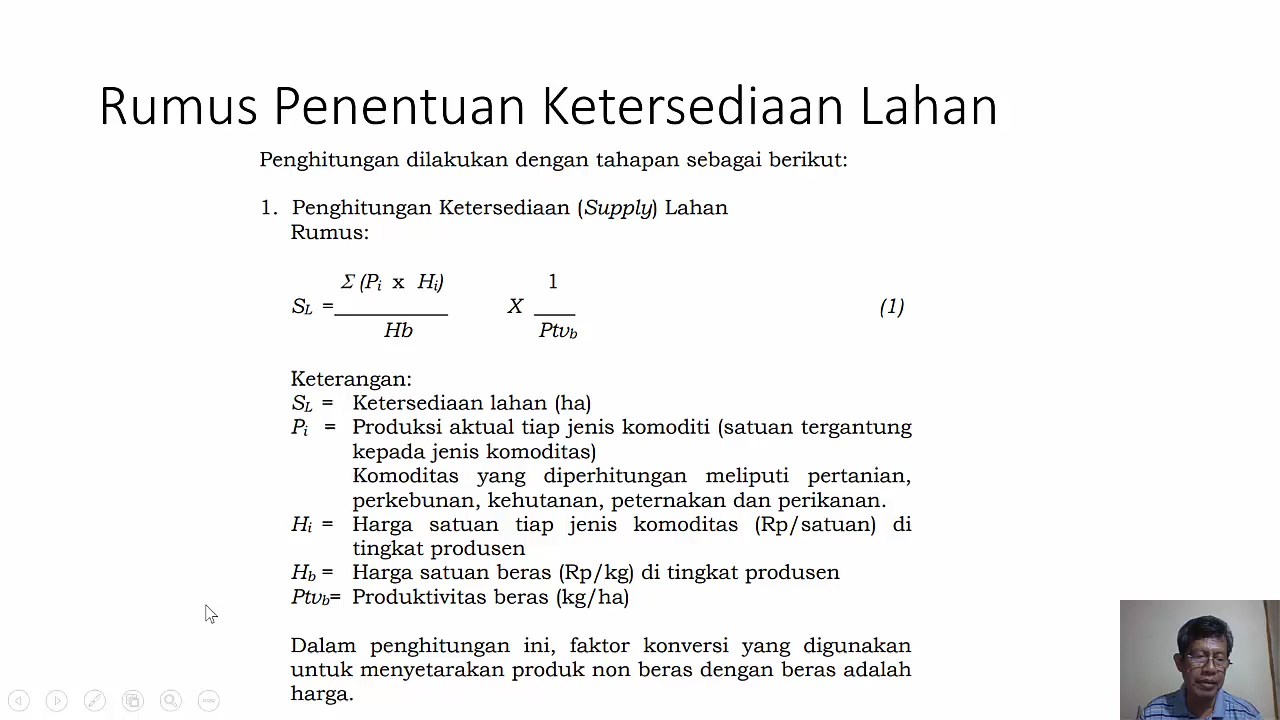 Rumus Penentuan Ketersediaan Lahan
Penghitungan dilakukan dengan tahapan sebagai berikut:
1. Penghitungan Ketersediaan (Supply) Lahan
Rumus:
Σ (Pi x Hi) 1
SL = X (1)
Hb Ptvb
Keterangan:
SL = Ketersediaan lahan (ha)
Pi = Produksi aktual tiap jenis komoditi (satuan tergantung
kepada jenis komoditas)
Komoditas yang diperhitungan meliputi pertanian,
perkebunan, kehutanan, peternakan dan perikanan.
Hi = Harga satuan tiap jenis komoditas (Rp/satuan) di
tingkat produsen
Hb = Harga satuan beras (Rp/kg) di tingkat produsen
Ptvb= Produktivitas beras (kg/ha)
Dalam penghitungan ini, faktor konversi yang digunakan
untuk menyetarakan produk non beras dengan beras adalah
harga.